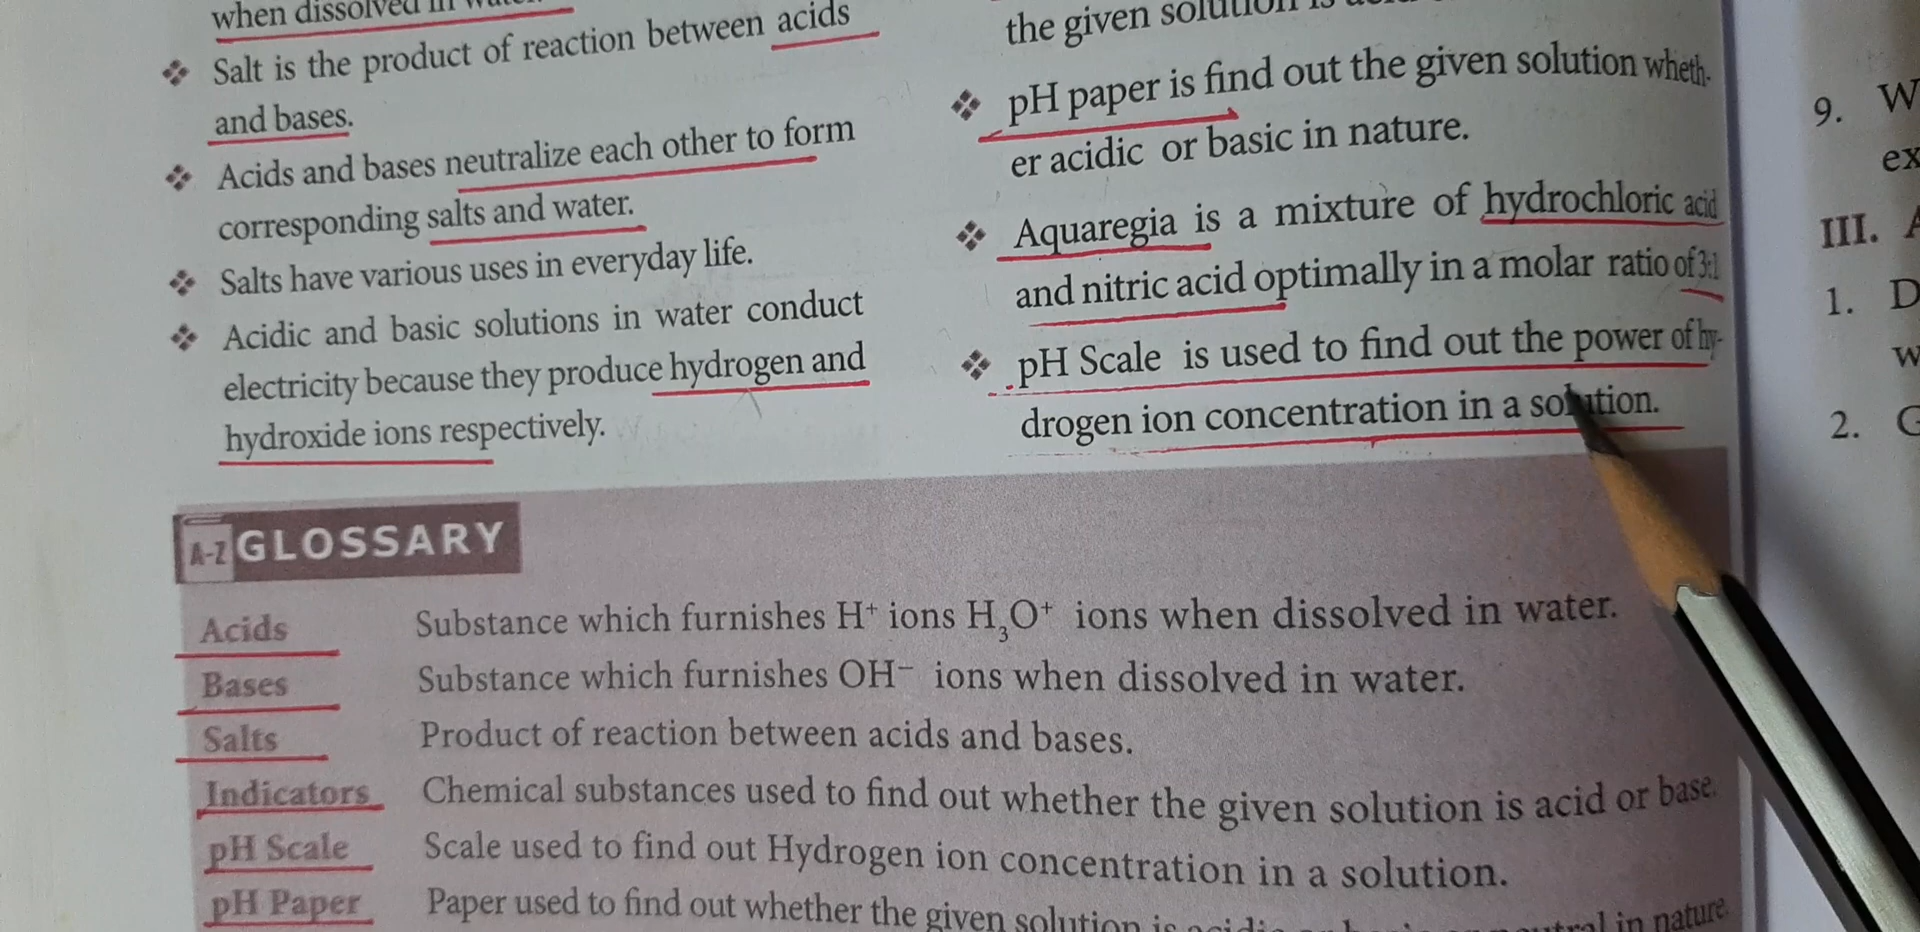 when dissolved in water.
❖ Salt is the product of reaction between acids
and bases.
❖ Acids and bases neutralize each other to form
corresponding salts and water.
❖ Salts have various uses in everyday life.
❖ Acidic and basic solutions in water conduct
electricity because they produce hydrogen and
hydroxide ions respectively.
the given solution is
❖ pH paper is find out the given solution wheth-
er acidic or basic in nature.
❖ Aquaregia is a mixture of hydrochloric acid
and nitric acid optimally in a molar ratio of 3:1
❖ pH Scale is used to find out the power of hy-
drogen ion concentration in a solution.
A-Z GLOSSARY
Acids Substance which furnishes H⁺ ions H₃O⁺ ions when dissolved in water.
Bases Substance which furnishes OH⁻ ions when dissolved in water.
Salts Product of reaction between acids and bases.
Indicators Chemical substances used to find out whether the given solution is acid or base.
pH Scale Scale used to find out Hydrogen ion concentration in a solution.
pH Paper Paper used to find out whether the given solution is in nature.
9. W
ex
III. A
1. D
w
2. G